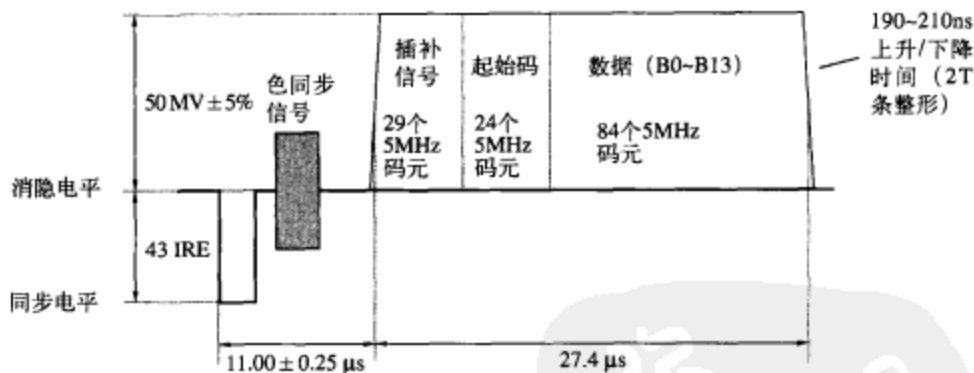 190~210ns
上升/下降
时间（2T
条整形）
插补
信号
起始码
数据（B0~B13）
50 MV±5%
色同步
信号
29个
5MHz
码元
24个
5MHz
码元
84个5MHz
码元
消隐电平
43 IRE
同步电平
11.00±0.25 μs
27.4 μs